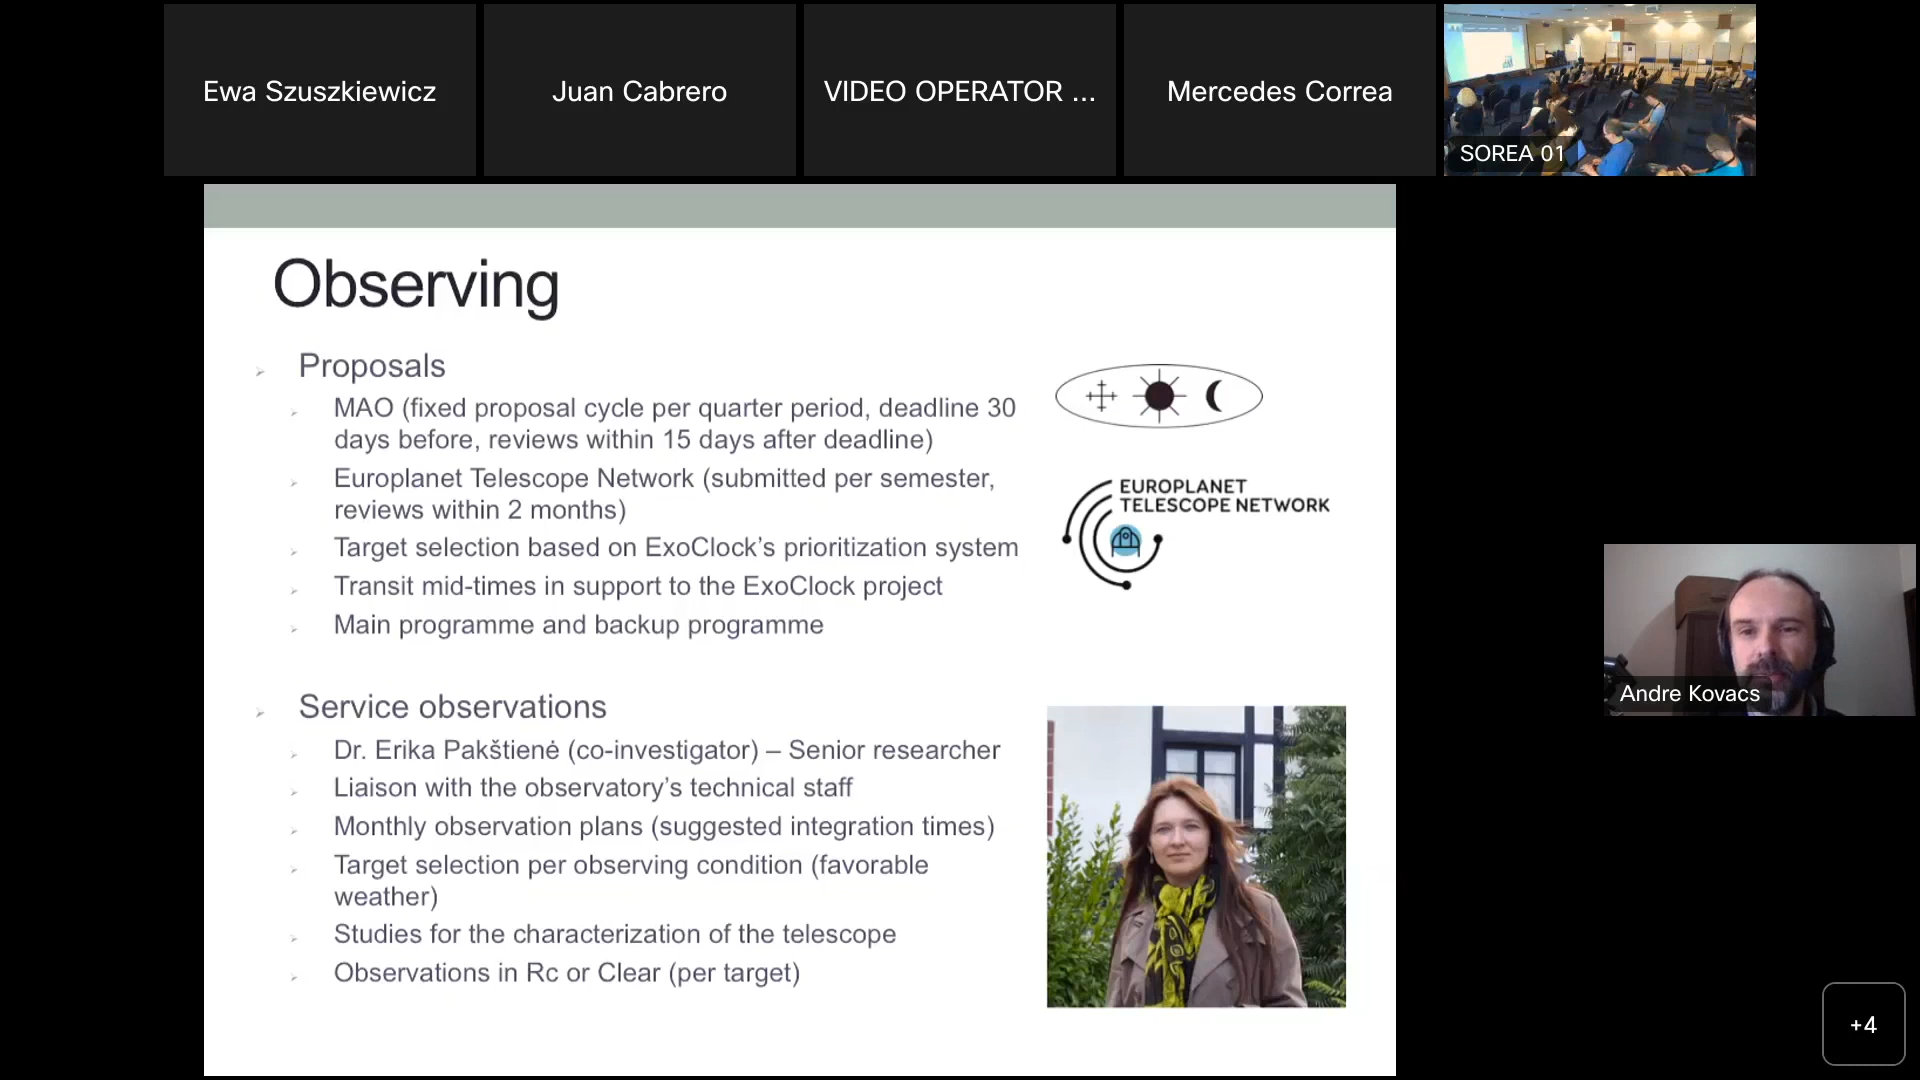 Ewa Szuszkiewicz
Juan Cabrero
VIDEO OPERATOR ...
Mercedes Correa
SOREA 01
Observing
Proposals
MAO (fixed proposal cycle per quarter period, deadline 30
days before, reviews within 15 days after deadline)
Europlanet Telescope Network (submitted per semester,
reviews within 2 months)
Target selection based on ExoClock’s prioritization system
Transit mid-times in support to the ExoClock project
Main programme and backup programme
EUROPLANET
TELESCOPE NETWORK
Service observations
Dr. Erika Pakštienė (co-investigator) – Senior researcher
Liaison with the observatory’s technical staff
Monthly observation plans (suggested integration times)
Target selection per observing condition (favorable
weather)
Studies for the characterization of the telescope
Observations in Rc or Clear (per target)
Andre Kovacs
+4